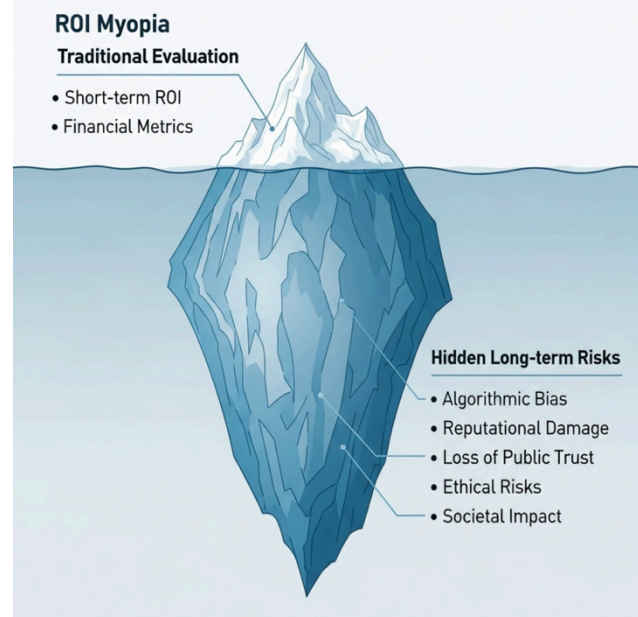 ROI Myopia
Traditional Evaluation
• Short-term ROI
• Financial Metrics
Hidden Long-term Risks
• Algorithmic Bias
• Reputational Damage
• Loss of Public Trust
• Ethical Risks
• Societal Impact